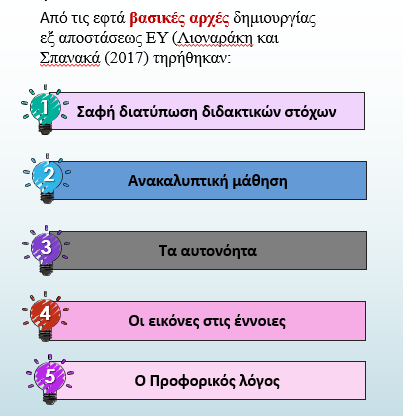 Από τις εφτά βασικές αρχές δημιουργίας
εξ αποστάσεως ΕΥ (Λιοναράκη και
Σπανακά (2017) τηρήθηκαν:
1 Σαφή διατύπωση διδακτικών στόχων
2 Ανακαλυπτική μάθηση
3 Τα αυτονόητα
4 Οι εικόνες στις έννοιες
5 Ο Προφορικός λόγος